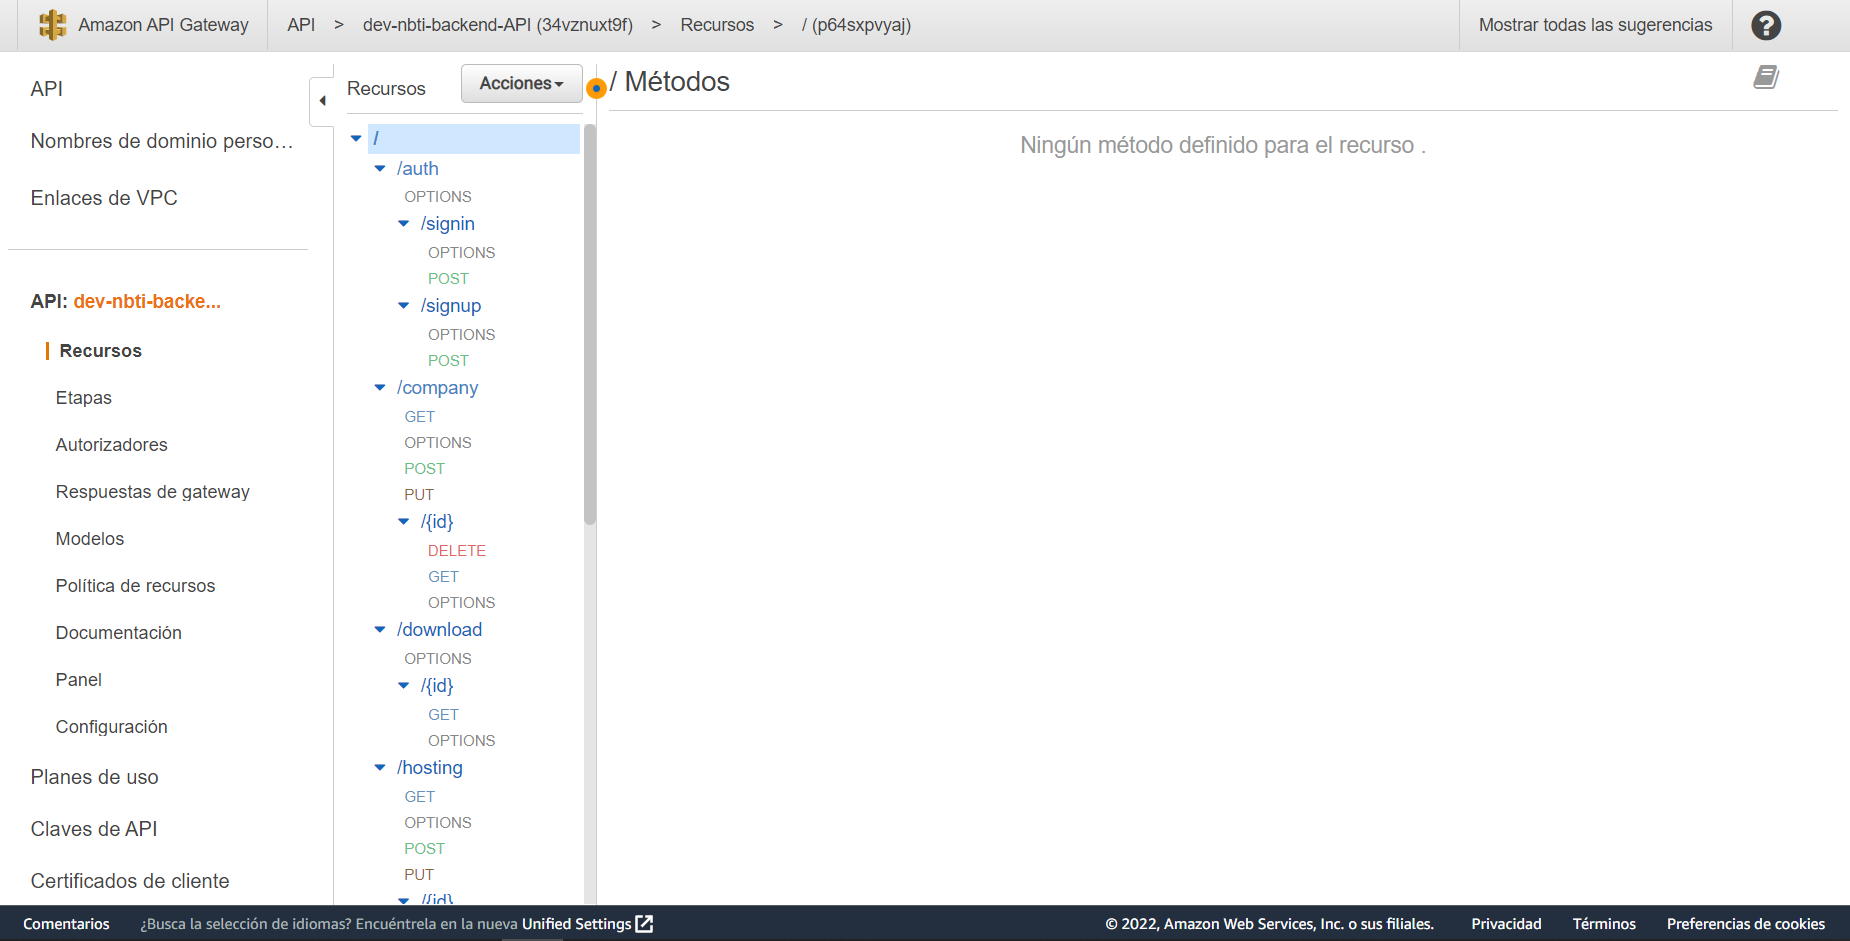 Amazon API Gateway
API > dev-nbti-backend-API (34vznuxt9f) > Recursos > / (p64sxpvyaj)
Mostrar todas las sugerencias
?
API
Nombres de dominio perso…
Enlaces de VPC
API: dev-nbti-backe...
Recursos
Etapas
Autorizadores
Respuestas de gateway
Modelos
Política de recursos
Documentación
Panel
Configuración
Planes de uso
Claves de API
Certificados de cliente
Recursos
Acciones
/
/auth
OPTIONS
/signin
OPTIONS
POST
/signup
OPTIONS
POST
/company
GET
OPTIONS
POST
PUT
/{id}
DELETE
GET
OPTIONS
/download
OPTIONS
/{id}
GET
OPTIONS
/hosting
GET
OPTIONS
POST
PUT
/{id}
/ Métodos
Ningún método definido para el recurso .
Comentarios
¿Busca la selección de idiomas? Encuéntrela en la nueva Unified Settings
© 2022, Amazon Web Services, Inc. o sus filiales.
Privacidad
Términos
Preferencias de cookies